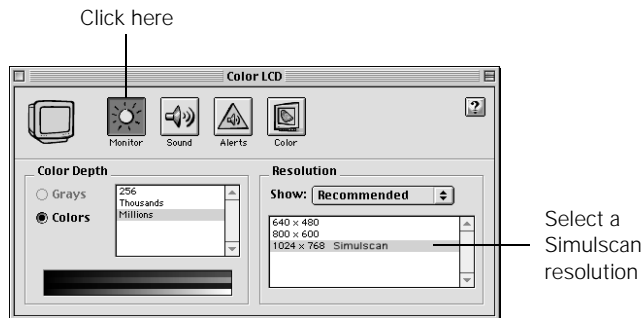 Click here
Color LCD
?
Monitor Sound Alerts Color
Color Depth
Grays
Colors
256
Thousands
Millions
Resolution
Show: Recommended
640 × 480
800 × 600
1024 × 768 Simulscan
Select a
Simulscan
resolution